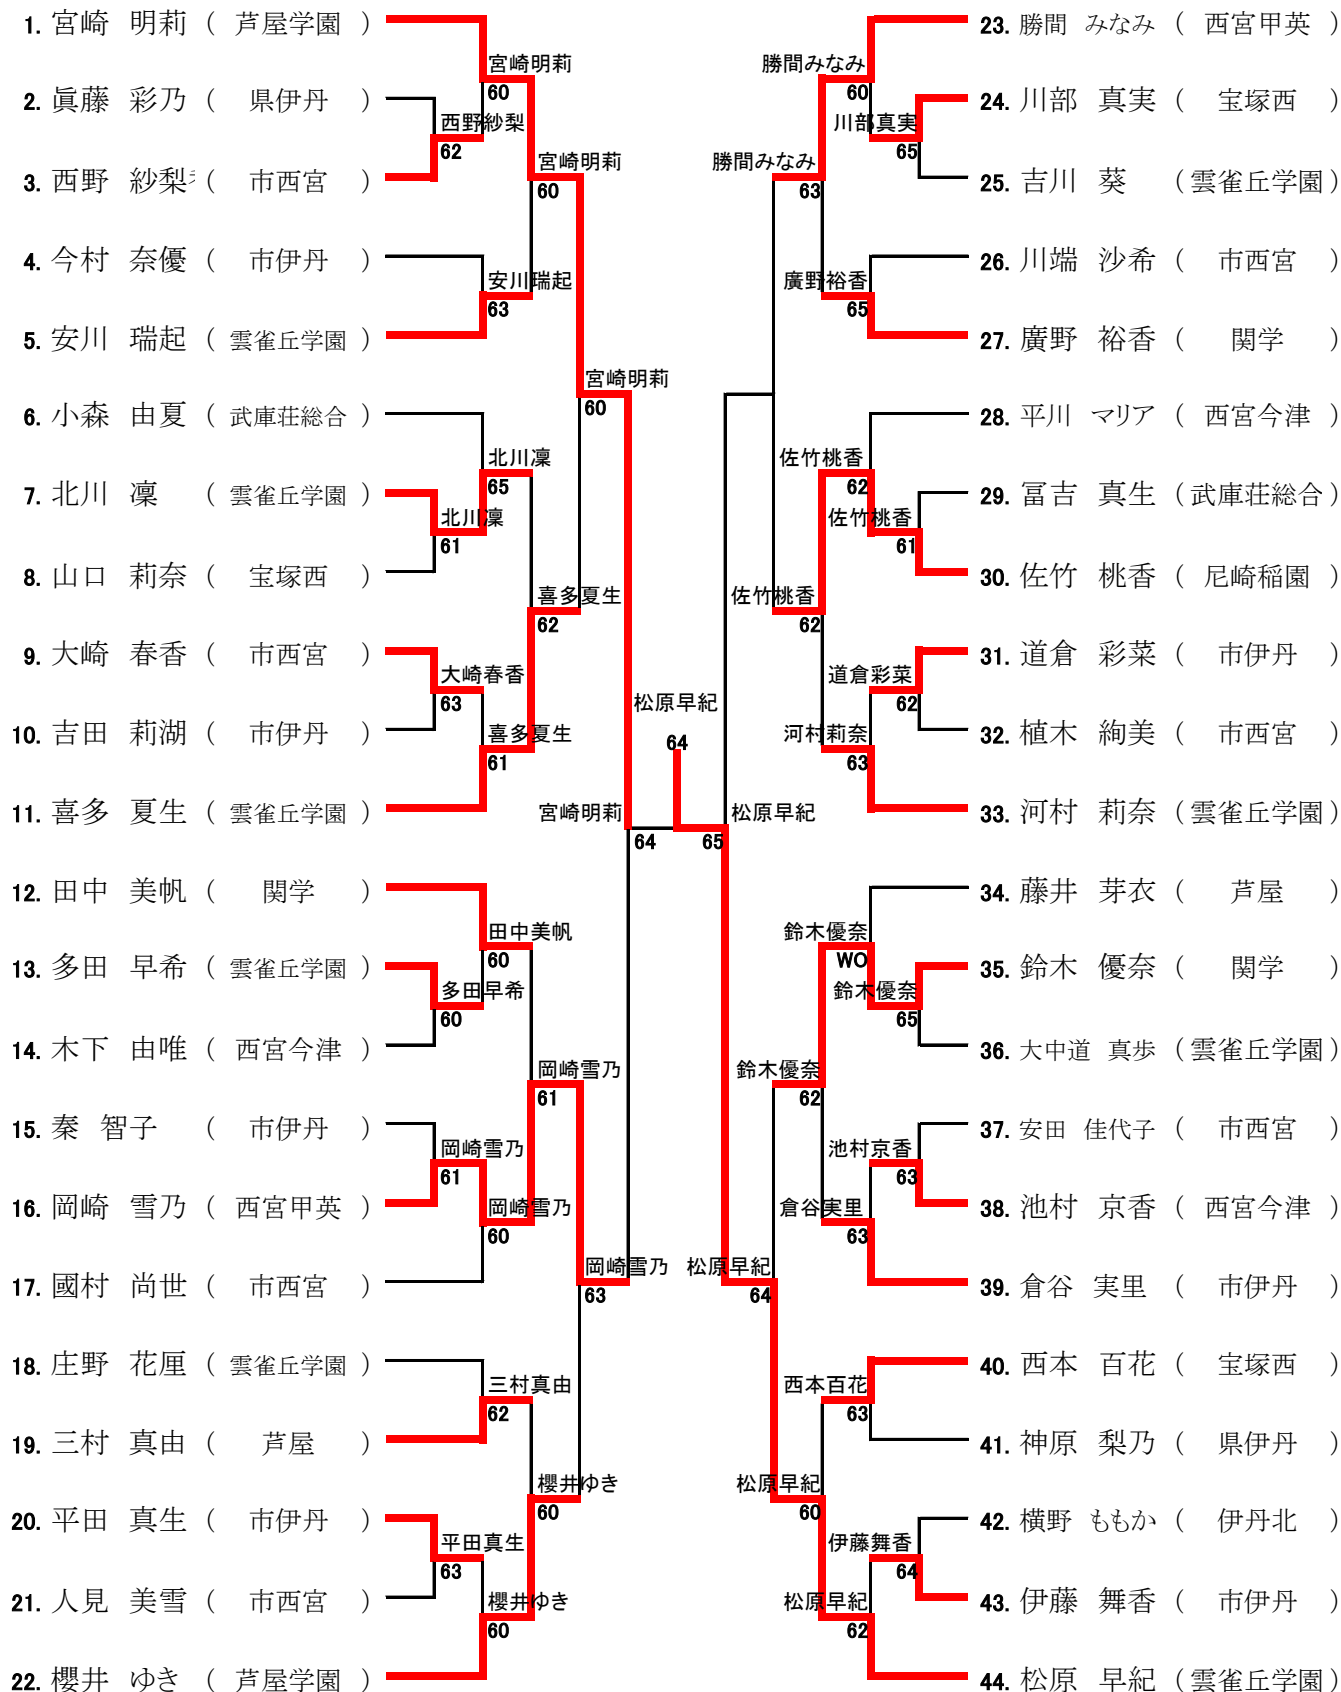 1. 宮崎 明莉 ( 芦屋学園 )
宮崎明莉
60
2. 眞藤 彩乃 ( 県伊丹 )
西野紗梨
62
宮崎明莉
60
3. 西野 紗梨 ( 市西宮 )
4. 今村 奈優 ( 市伊丹 )
安川瑞起
63
5. 安川 瑞起 ( 雲雀丘学園 )
宮崎明莉
60
6. 小森 由夏 ( 武庫荘総合 )
北川凜
65
7. 北川 凜 ( 雲雀丘学園 )
北川凜
61
8. 山口 莉奈 ( 宝塚西 )
喜多夏生
62
9. 大崎 春香 ( 市西宮 )
大崎春香
63
10. 吉田 莉湖 ( 市伊丹 )
喜多夏生
61
11. 喜多 夏生 ( 雲雀丘学園 )
宮崎明莉
64
12. 田中 美帆 ( 関学 )
田中美帆
60
13. 多田 早希 ( 雲雀丘学園 )
多田早希
60
14. 木下 由唯 ( 西宮今津 )
岡崎雪乃
61
15. 秦 智子 ( 市伊丹 )
岡崎雪乃
61
16. 岡崎 雪乃 ( 西宮甲英 )
岡崎雪乃
60
17. 國村 尚世 ( 市西宮 )
岡崎雪乃
63
18. 庄野 花厘 ( 雲雀丘学園 )
三村真由
62
19. 三村 真由 ( 芦屋 )
櫻井ゆき
60
20. 平田 真生 ( 市伊丹 )
平田真生
63
21. 人見 美雪 ( 市西宮 )
櫻井ゆき
60
22. 櫻井 ゆき ( 芦屋学園 )
松原早紀
64
23. 勝間 みなみ ( 西宮甲英 )
勝間みなみ
60
24. 川部 真実 ( 宝塚西 )
川部真実
65
勝間みなみ
63
25. 吉川 葵 ( 雲雀丘学園 )
26. 川端 沙希 ( 市西宮 )
廣野裕香
65
27. 廣野 裕香 ( 関学 )
28. 平川 マリア ( 西宮今津 )
佐竹桃香
62
29. 冨吉 真生 ( 武庫荘総合 )
佐竹桃香
61
30. 佐竹 桃香 ( 尼崎稲園 )
佐竹桃香
62
31. 道倉 彩菜 ( 市伊丹 )
道倉彩菜
62
32. 植木 絢美 ( 市西宮 )
河村莉奈
63
33. 河村 莉奈 ( 雲雀丘学園 )
松原早紀
65
34. 藤井 芽衣 ( 芦屋 )
鈴木優奈
WO
35. 鈴木 優奈 ( 関学 )
鈴木優奈
65
36. 大中道 真歩 ( 雲雀丘学園 )
鈴木優奈
62
37. 安田 佳代子 ( 市西宮 )
池村京香
63
38. 池村 京香 ( 西宮今津 )
倉谷実里
63
39. 倉谷 実里 ( 市伊丹 )
松原早紀
64
40. 西本 百花 ( 宝塚西 )
西本百花
63
41. 神原 梨乃 ( 県伊丹 )
松原早紀
60
42. 横野 ももか ( 伊丹北 )
伊藤舞香
64
43. 伊藤 舞香 ( 市伊丹 )
松原早紀
62
44. 松原 早紀 ( 雲雀丘学園 )